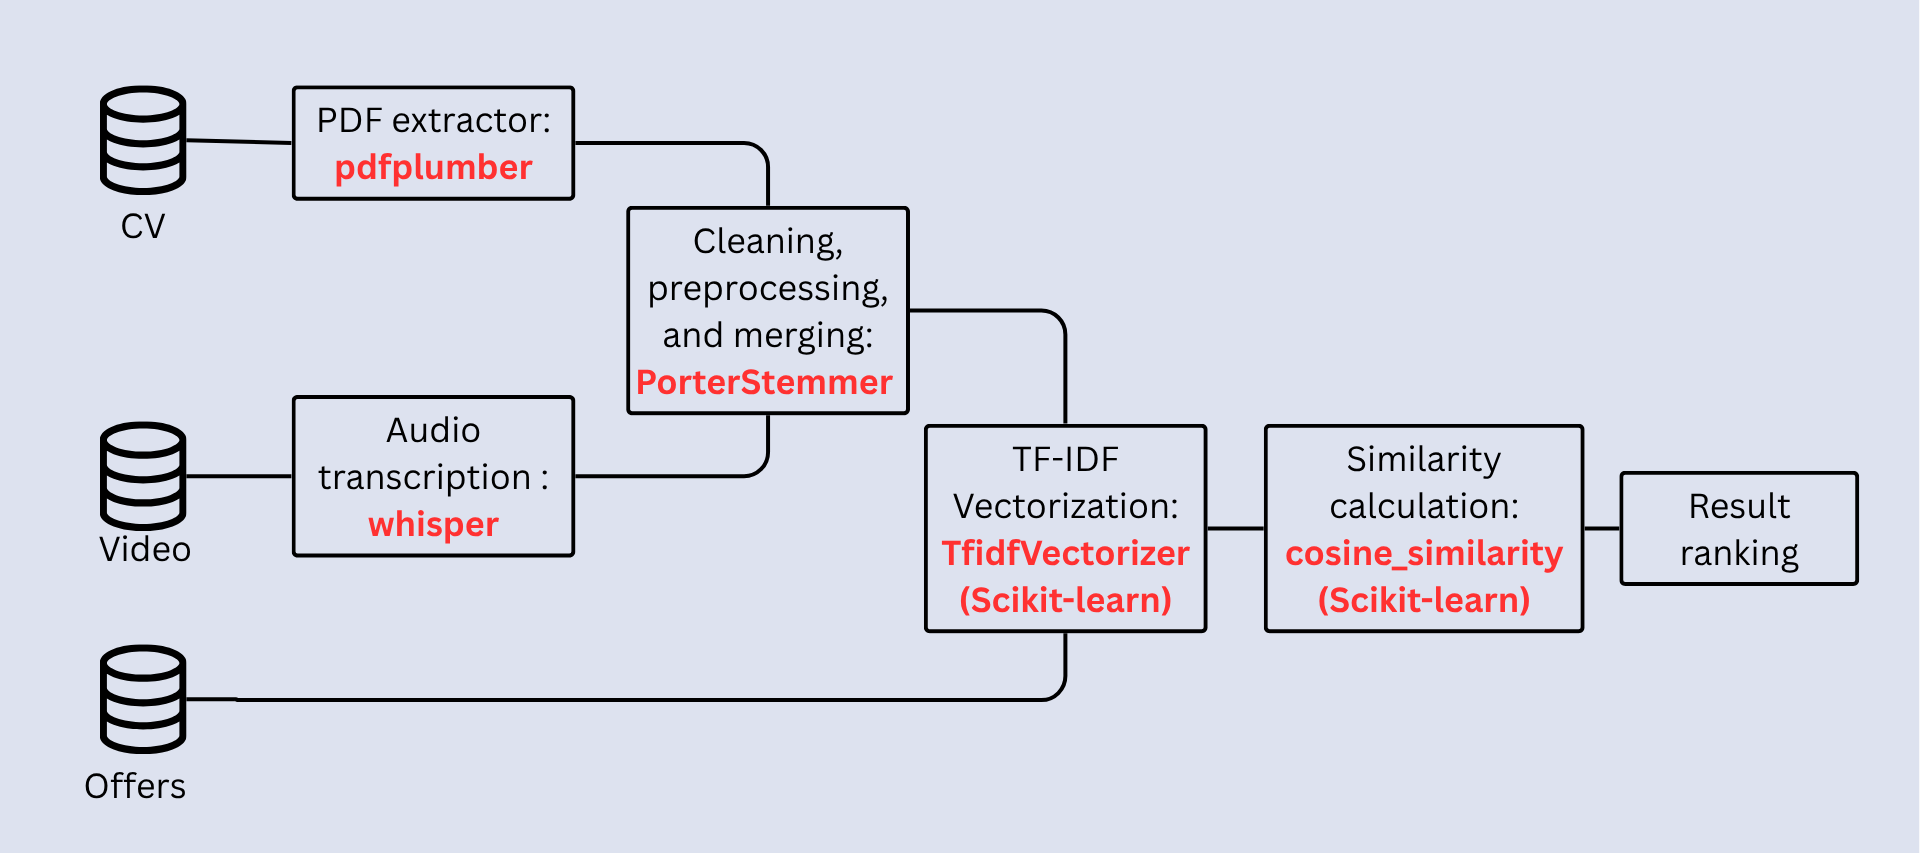 PDF extractor:
pdfplumber
CV
Cleaning,
preprocessing,
and merging:
PorterStemmer
Audio
transcription :
whisper
Video
TF-IDF
Vectorization:
TfidfVectorizer
(Scikit-learn)
Similarity
calculation:
cosine_similarity
(Scikit-learn)
Result
ranking
Offers